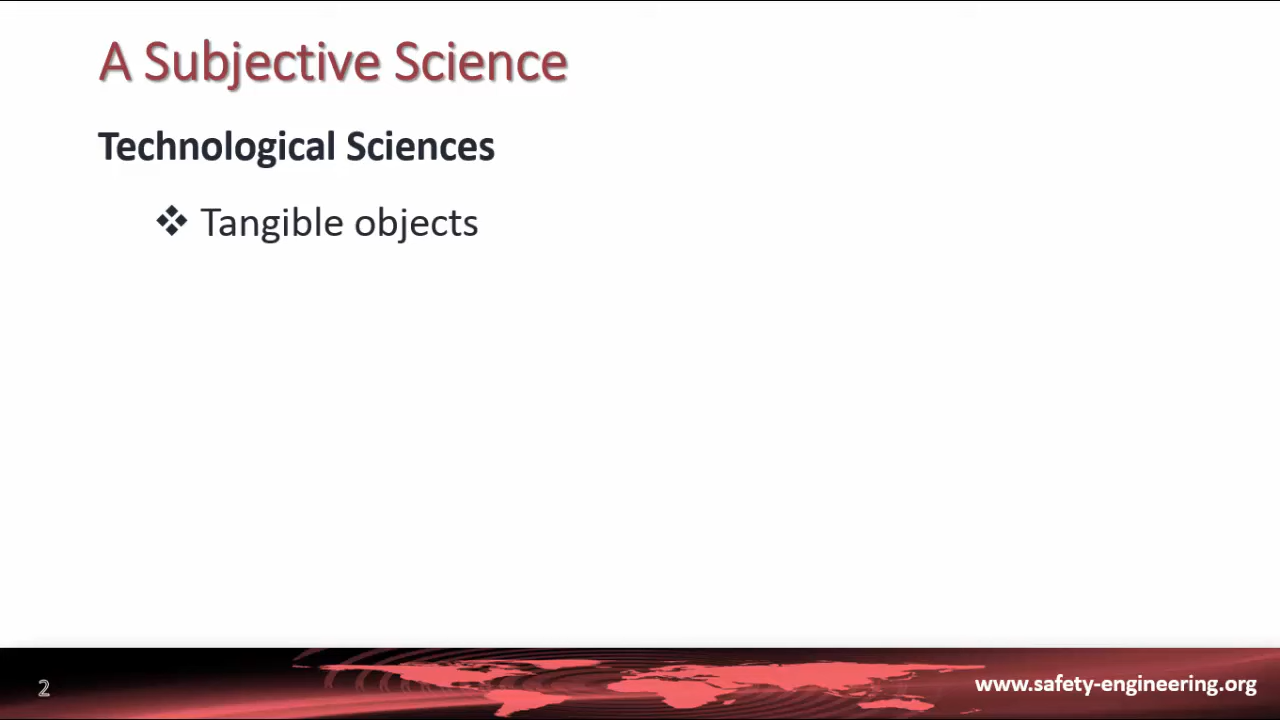 A Subjective Science
Technological Sciences
❖ Tangible objects
2
www.safety-engineering.org